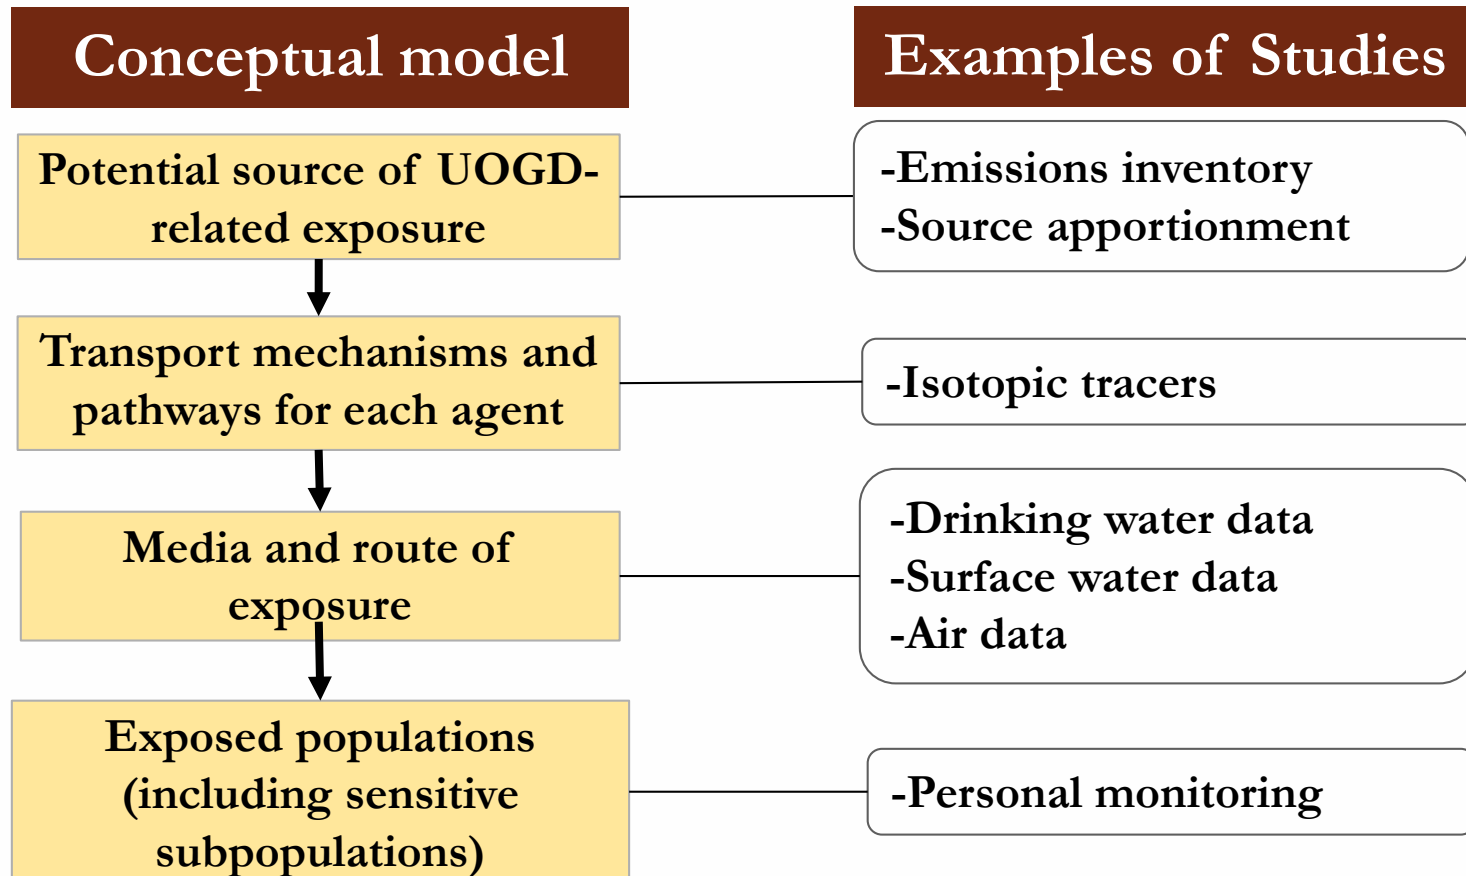 Conceptual model
Examples of Studies
Potential source of UOGD-
related exposure
-Emissions inventory
-Source apportionment
Transport mechanisms and
pathways for each agent
-Isotopic tracers
Media and route of
exposure
-Drinking water data
-Surface water data
-Air data
Exposed populations
(including sensitive
subpopulations)
-Personal monitoring